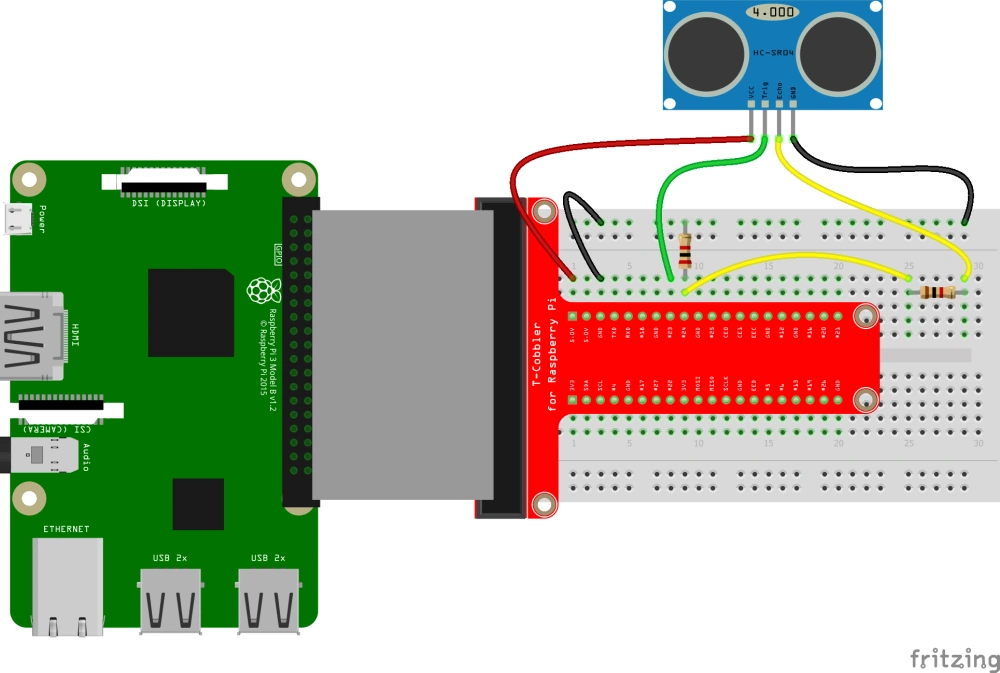 4.000
HC-SR04
VCC
Trig
Echo
GND
DSI (DISPLAY)
Power
GPIO
HDMI
Raspberry Pi 3 Model B v1.2
© Raspberry Pi 2015
CSI (CAMERA)
Audio
ETHERNET
USB 2x
USB 2x
T-Cobbler
for Raspberry Pi
1 5 10 15 20 25 30
5.0V 5.0V GND TXD RXD #18 GND #23 #24 GND #25 CE0 CE1 EEC GND #12 GND #16 #20 #21
3V3 SDA SCL #4 GND #17 #27 #22 3V3 MOSI MISO SCLK GND EED #5 #6 #13 #19 #26 GND
1 5 10 15 20 25 30
fritzing